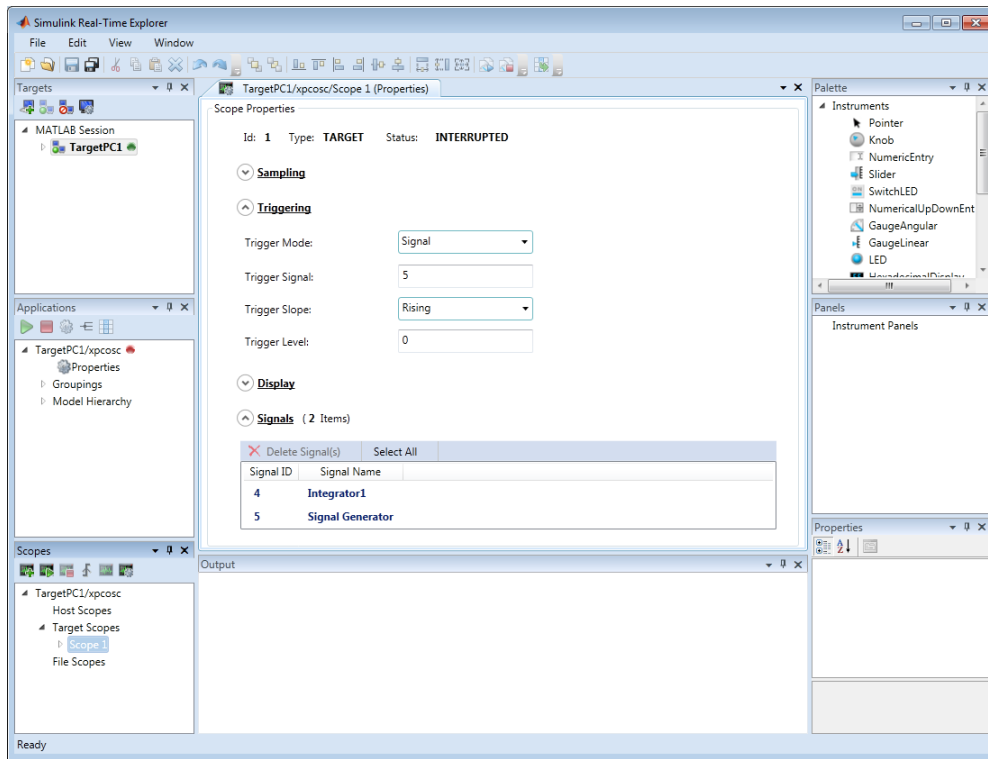 Simulink Real-Time Explorer
File Edit View Window
Targets
MATLAB Session
TargetPC1
Applications
TargetPC1/xpcosc
Properties
Groupings
Model Hierarchy
Scopes
TargetPC1/xpcosc
Host Scopes
Target Scopes
Scope 1
File Scopes
TargetPC1/xpcosc/Scope 1 (Properties)
Scope Properties
Id: 1 Type: TARGET Status: INTERRUPTED
Sampling
Triggering
Trigger Mode: Signal
Trigger Signal: 5
Trigger Slope: Rising
Trigger Level: 0
Display
Signals ( 2 Items)
Delete Signal(s) Select All
Signal ID Signal Name
4 Integrator1
5 Signal Generator
Output
Palette
Instruments
Pointer
Knob
NumericEntry
Slider
SwitchLED
NumericalUpDownEnt
GaugeAngular
GaugeLinear
LED
HexadecimalDisplay
Panels
Instrument Panels
Properties
Ready